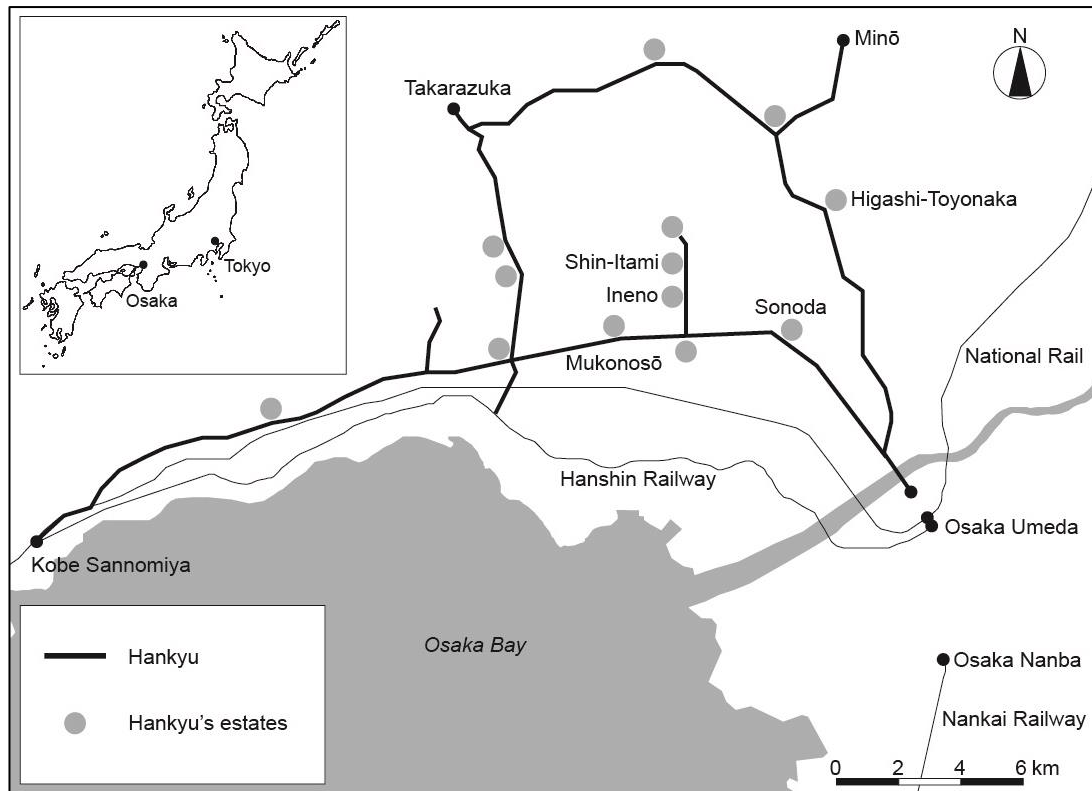 Minō
N
Takarazuka
Higashi-Toyonaka
Tokyo
Osaka
Shin-Itami
Ineno
Sonoda
Mukonosō
National Rail
Hanshin Railway
Osaka Umeda
Kobe Sannomiya
Osaka Bay
Hankyu
Hankyu's estates
Osaka Nanba
Nankai Railway
0 2 4 6 km